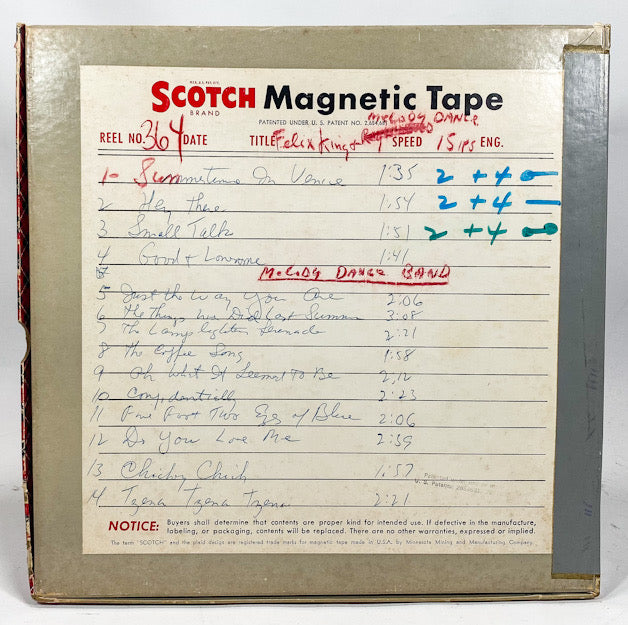 SCOTCH Magnetic Tape
BRAND
PATENTED UNDER U. S. PATENT NO. 2,654,681
MELODY DANCE
REEL NO. 364 DATE TITLE Felix King & SPEED 15 IPS ENG.
1- Summertime In Venice 1:35 2 + 4 -
2 Hey There 1:54 2 + 4 -
3 Small Talk 1:51 2 + 4 -
4 Good & Lonesome 1:41
MELODY DANCE BAND
5 Just the Way You Are 2:06
6 The Things We Did Last Summer 3:08
7 The Lamplighters Serenade 2:21
8 The Coffee Song 1:58
9 Oh What It Seemed To Be 2:12
10 Confidentially 2:23
11 Five Foot Two Eyes of Blue 2:06
12 Do You Love Me 2:59
13 Chicky Chick 1:57
14 Tzena Tzena Tzena 2:21
NOTICE: Buyers shall determine that contents are proper kind for intended use. If defective in the manufacture,
labeling, or packaging, contents will be replaced. There are no other warranties, expressed or implied.
The term "SCOTCH" and the plaid design are registered trade marks for magnetic tape made in U.S.A. by Minnesota Mining and Manufacturing Company.